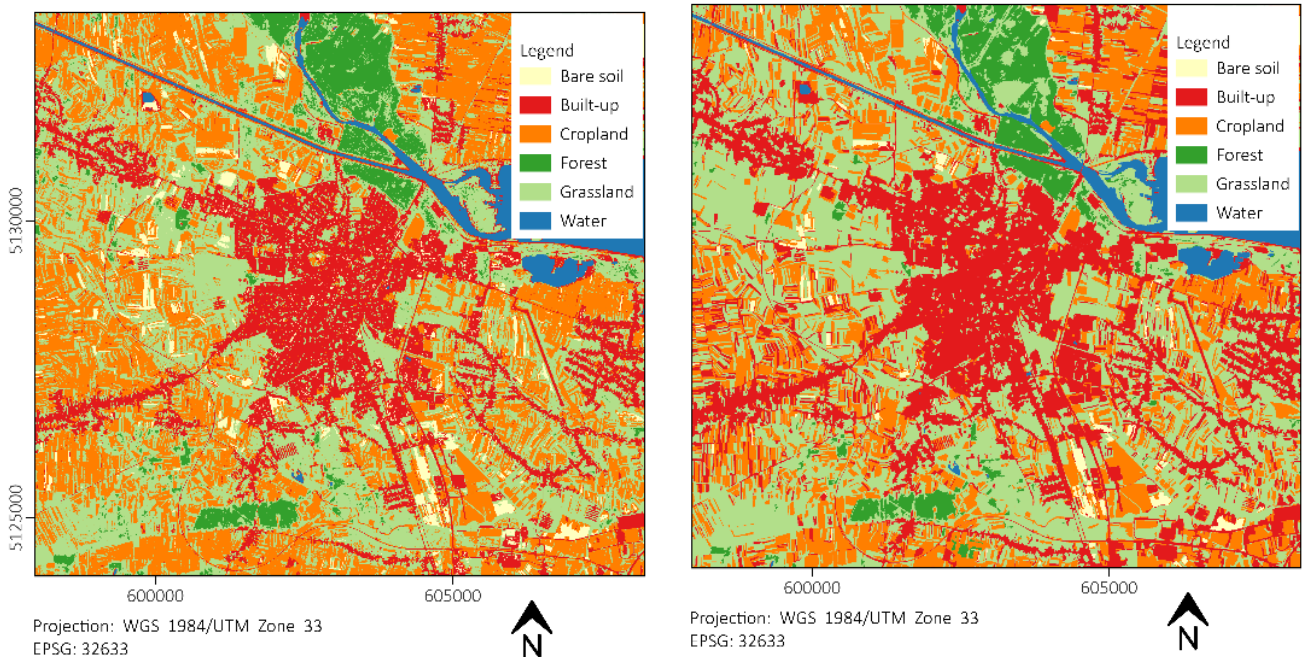 Legend
Bare soil
Built-up
Cropland
Forest
Grassland
Water
5130000
5125000
600000
605000
Projection: WGS 1984/UTM Zone 33
EPSG: 32633
N
Legend
Bare soil
Built-up
Cropland
Forest
Grassland
Water
600000
605000
Projection: WGS 1984/UTM Zone 33
EPSG: 32633
N